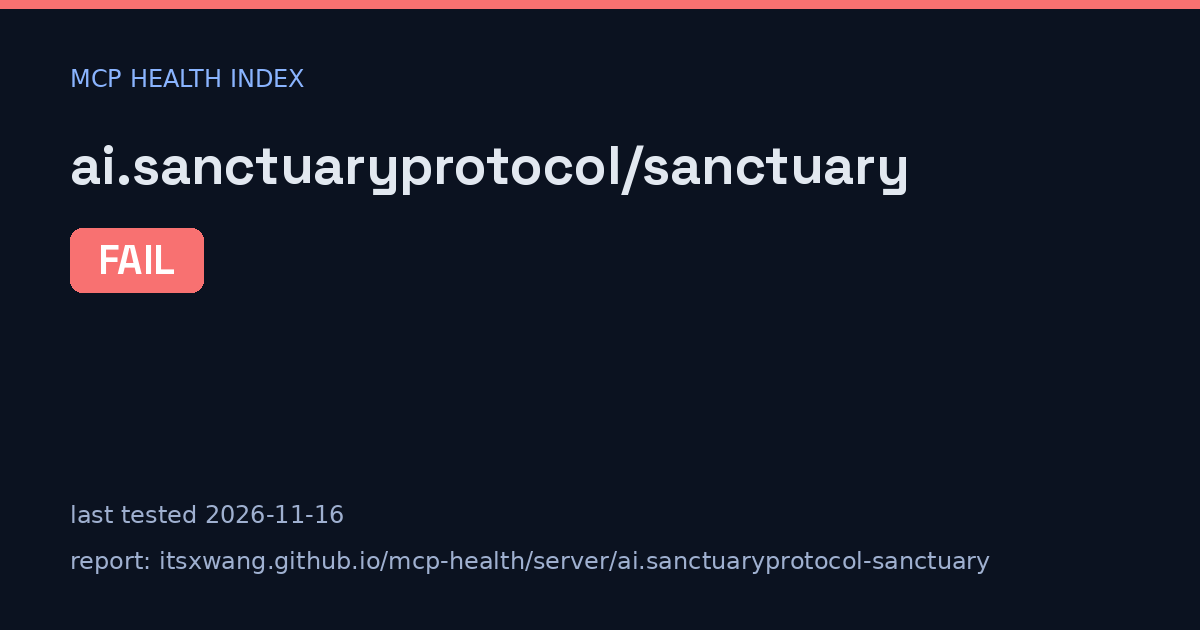 MCP HEALTH INDEX
ai.sanctuaryprotocol/sanctuary
FAIL
last tested 2026-11-16
report: itsxwang.github.io/mcp-health/server/ai.sanctuaryprotocol-sanctuary